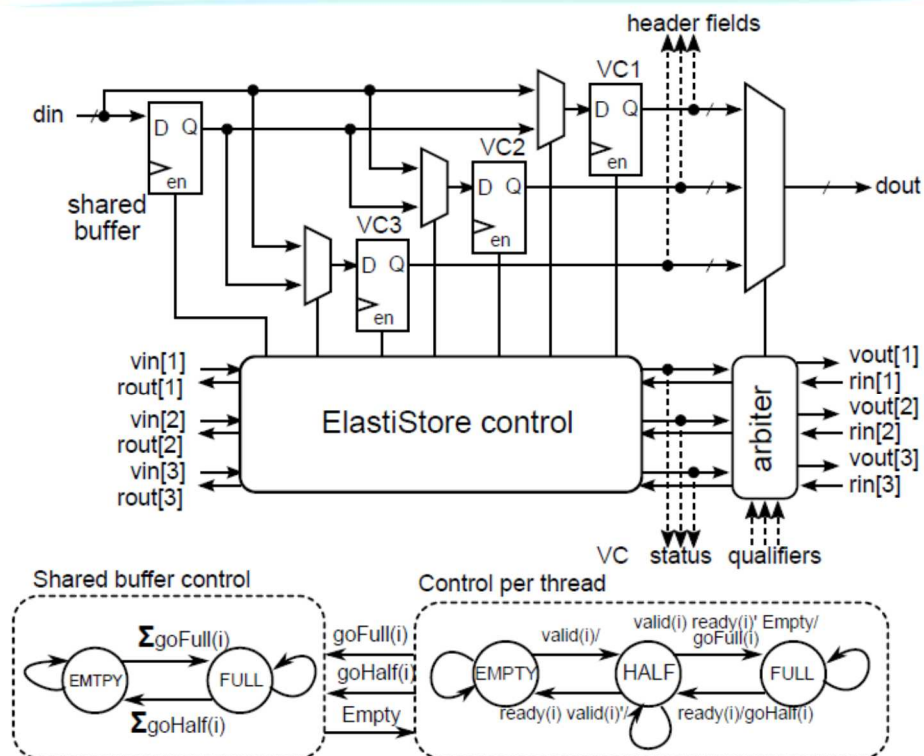 header fields
VC1
din
D Q
D Q
en
VC2
en
D Q
dout
shared
buffer
VC3
en
D Q
en
vin[1]
rout[1]
vin[2]
rout[2]
vin[3]
rout[3]
ElastiStore control
arbiter
vout[1]
rin[1]
vout[2]
rin[2]
vout[3]
rin[3]
VC status qualifiers
Shared buffer control
Control per thread
ΣgoFull(i)
EMTPY
FULL
ΣgoHalf(i)
goFull(i)
goHalf(i)
Empty
valid(i)/
valid(i) ready(i)' Empty/
goFull(i)
EMPTY
HALF
FULL
ready(i) valid(i)'/
ready(i)/goHalf(i)